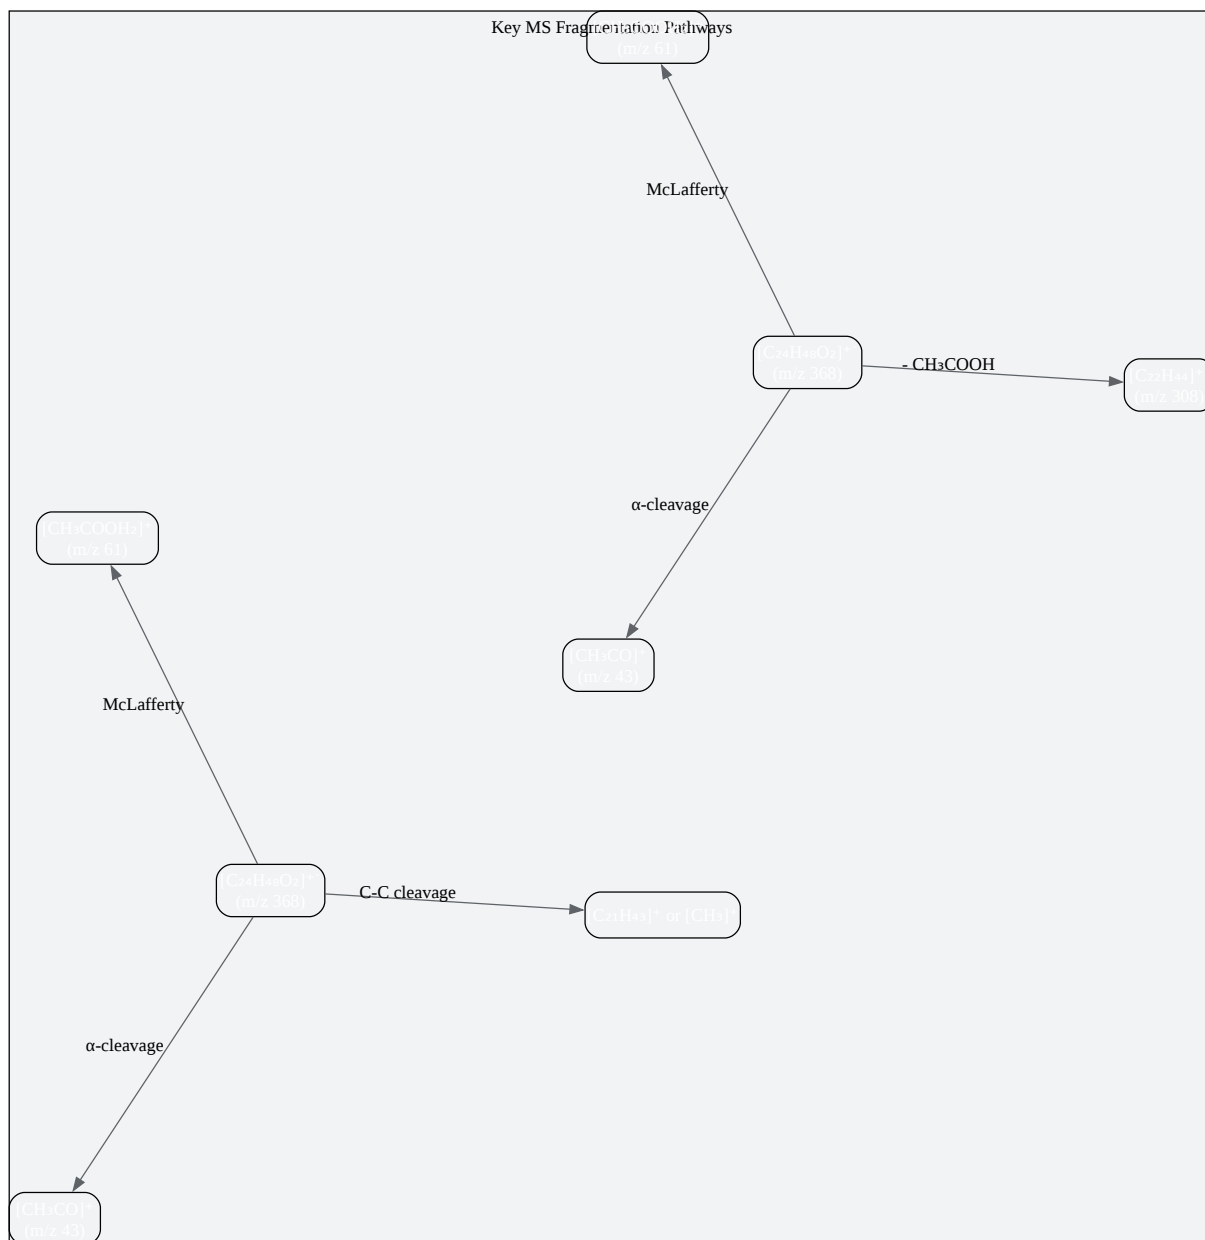 Key MS Fragmentation Pathways
(m/z 61)
McLafferty
[C₂₄H₄₈O₂]⁺
(m/z 368)
- CH₃COOH
[C₂₂H₄₄]⁺
(m/z 308)
α-cleavage
[CH₃COOH₂]⁺
(m/z 61)
[CH₃CO]⁺
(m/z 43)
McLafferty
[C₂₄H₄₈O₂]⁺
(m/z 368)
C-C cleavage
[C₂₁H₄₃]⁺ or [CH₃]⁺
α-cleavage
[CH₃CO]⁺
(m/z 43)